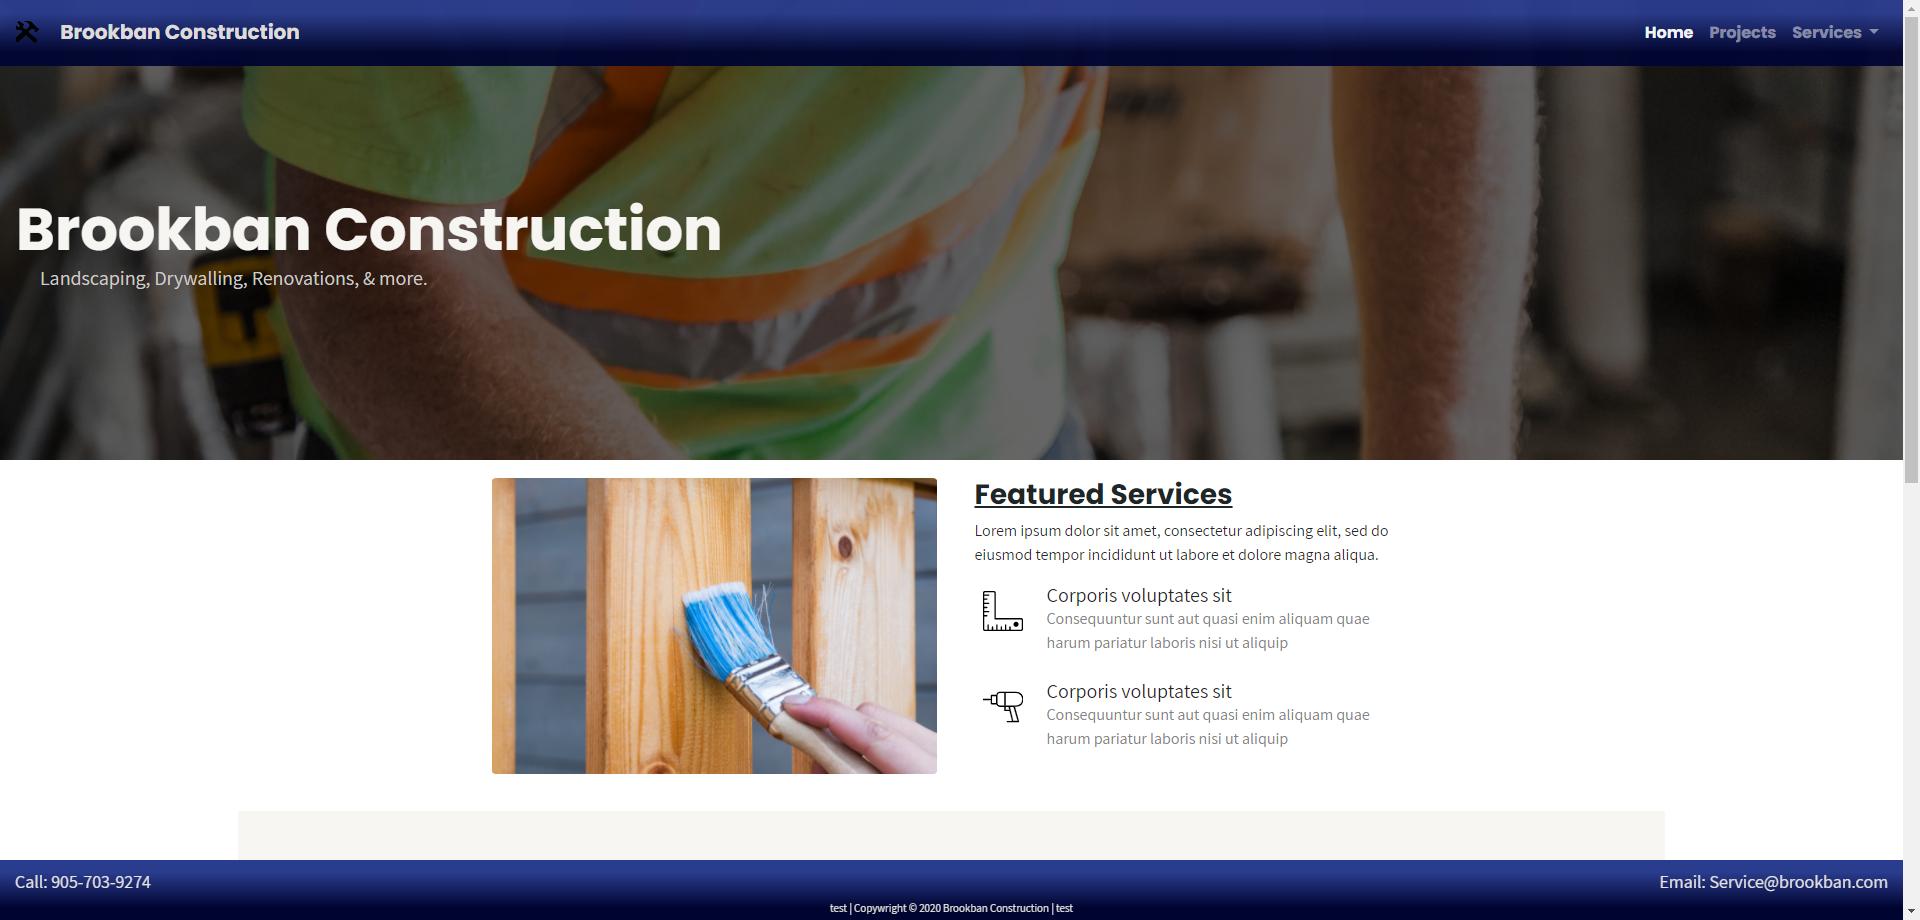 Brookban Construction
Home Projects Services
Brookban Construction
Landscaping, Drywalling, Renovations, & more.
Featured Services
Lorem ipsum dolor sit amet, consectetur adipiscing elit, sed do
eiusmod tempor incididunt ut labore et dolore magna aliqua.
Corporis voluptates sit
Consequuntur sunt aut quasi enim aliquam quae
harum pariatur laboris nisi ut aliquip
Corporis voluptates sit
Consequuntur sunt aut quasi enim aliquam quae
harum pariatur laboris nisi ut aliquip
Call: 905-703-9274
Email: Service@brookban.com
test | Copywright © 2020 Brookban Construction | test